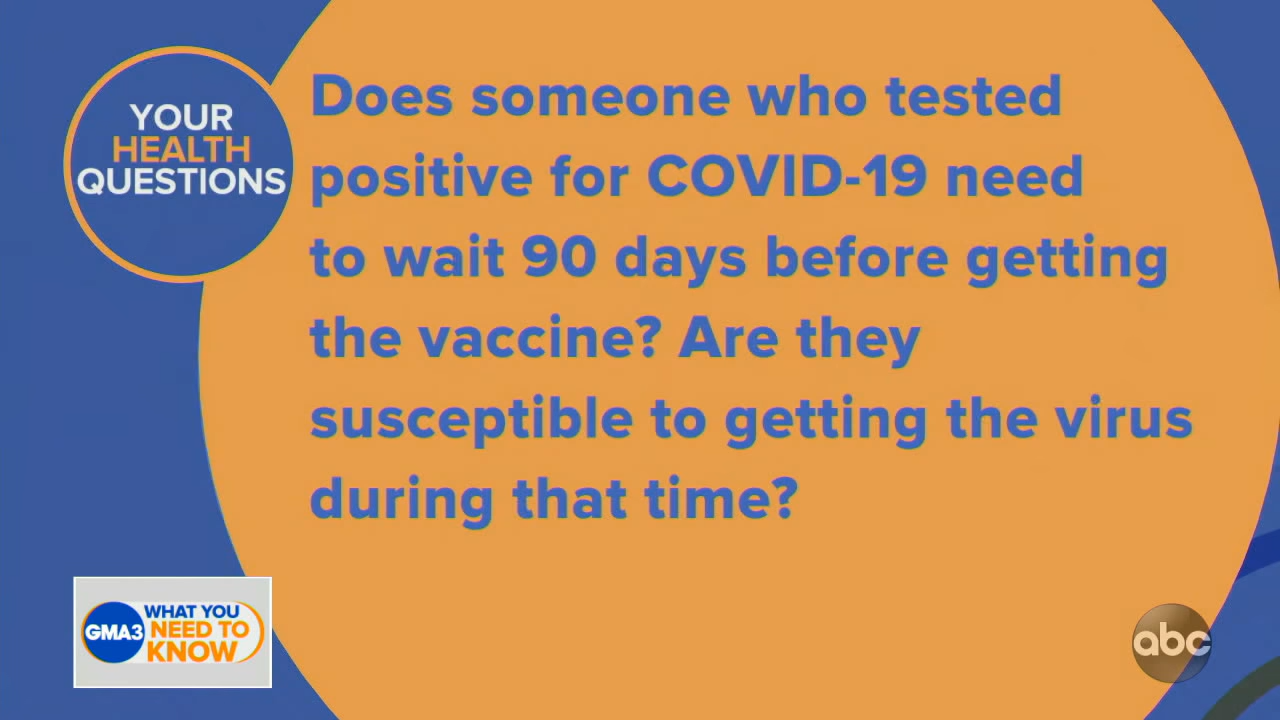 YOUR
HEALTH
QUESTIONS
Does someone who tested
positive for COVID-19 need
to wait 90 days before getting
the vaccine? Are they
susceptible to getting the virus
during that time?
GMA3
WHAT YOU
NEED TO
KNOW
abc